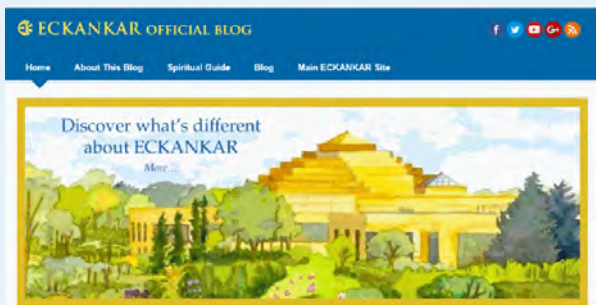 ECKANKAR OFFICIAL BLOG
Home About This Blog Spiritual Guide Blog Main ECKANKAR Site
Discover what's different
about ECKANKAR
More...